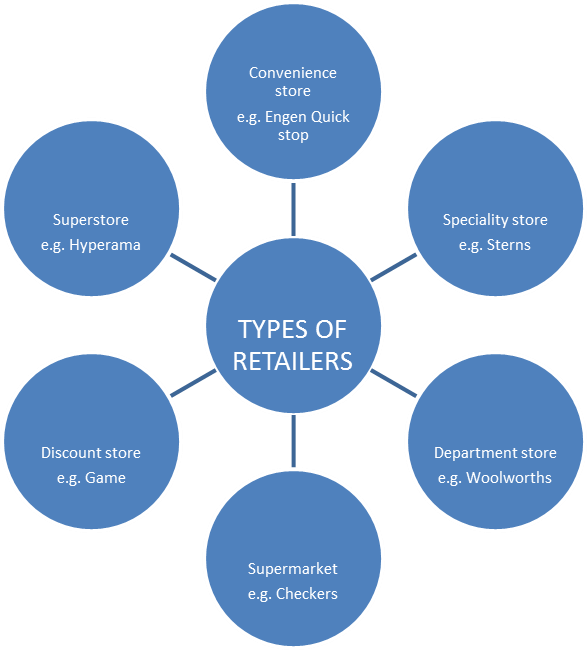 Convenience
store
e.g. Engen Quick
stop
Superstore
e.g. Hyperama
Speciality store
e.g. Sterns
TYPES OF
RETAILERS
Discount store
e.g. Game
Department store
e.g. Woolworths
Supermarket
e.g. Checkers